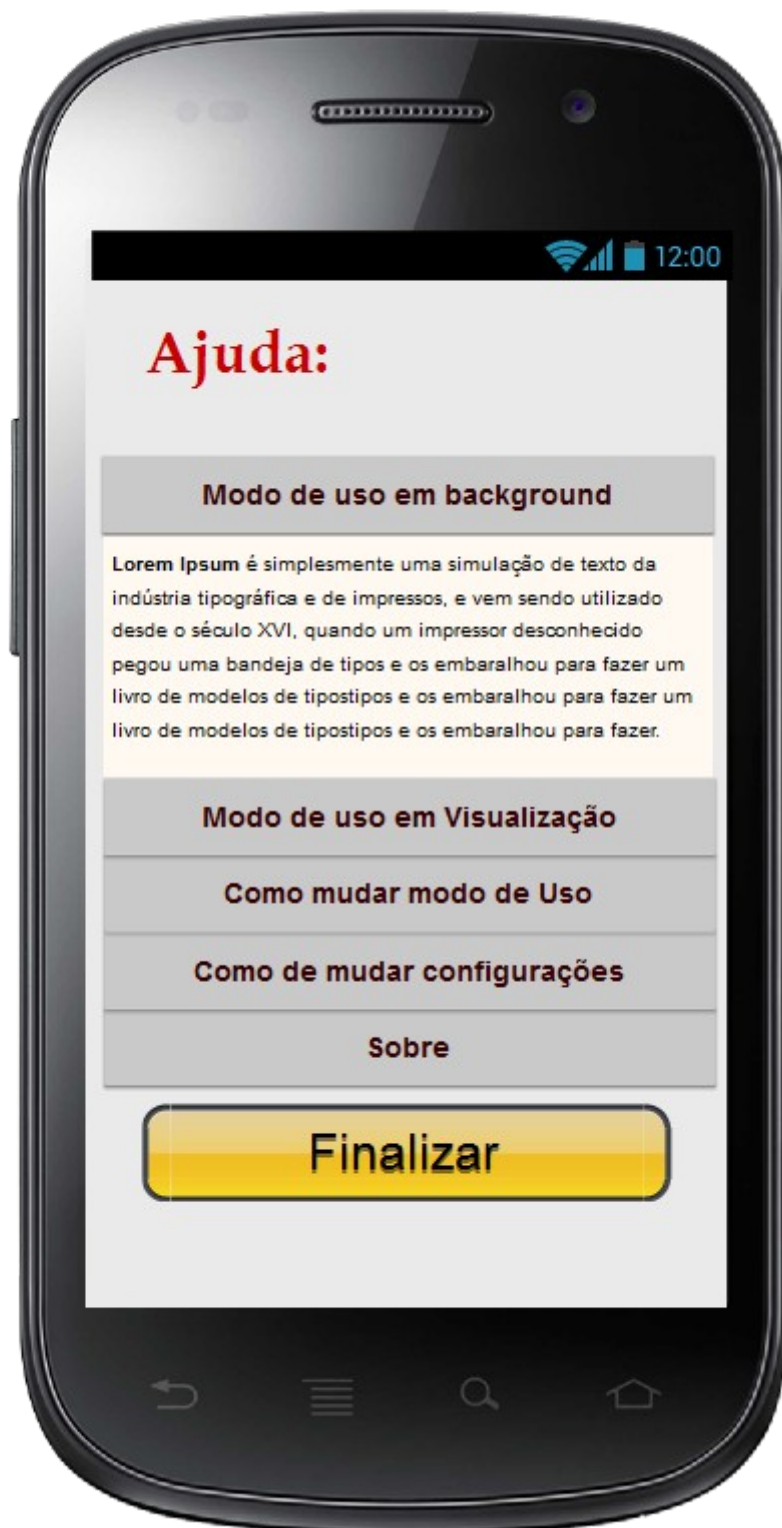 12:00
Ajuda:
Modo de uso em background
Lorem Ipsum é simplesmente uma simulação de texto da
indústria tipográfica e de impressos, e vem sendo utilizado
desde o século XVI, quando um impressor desconhecido
pegou uma bandeja de tipos e os embaralhou para fazer um
livro de modelos de tipostipos e os embaralhou para fazer um
livro de modelos de tipostipos e os embaralhou para fazer.
Modo de uso em Visualização
Como mudar modo de Uso
Como de mudar configurações
Sobre
Finalizar